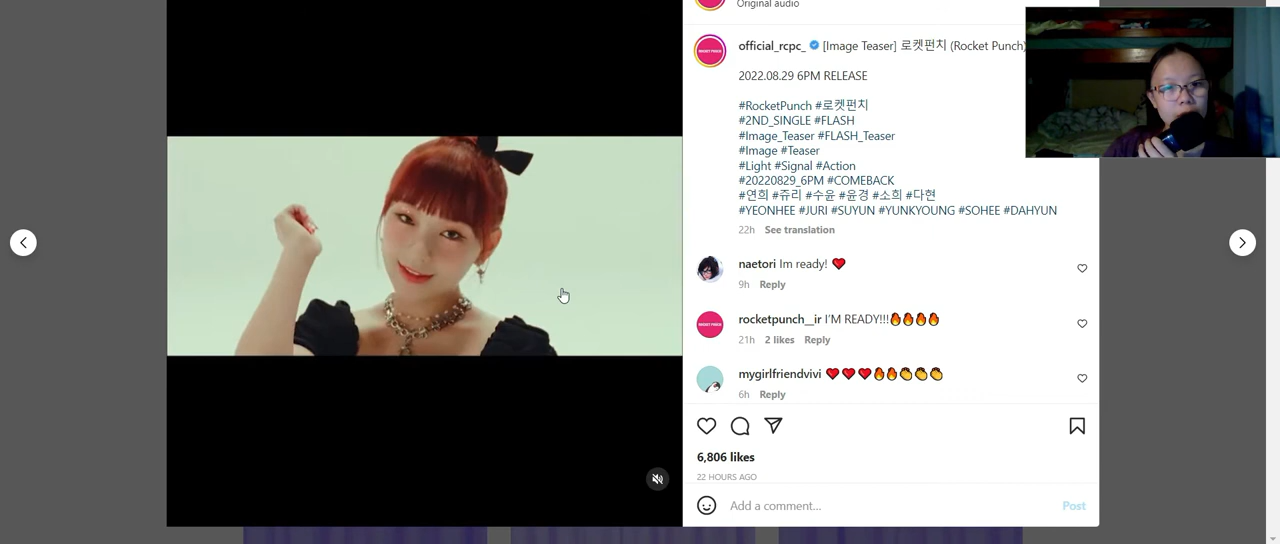 Original audio
official_rcpc_ [Image Teaser] 로켓펀치 (Rocket Punch)
2022.08.29 6PM RELEASE
#RocketPunch #로켓펀치
#2ND_SINGLE #FLASH
#Image_Teaser #FLASH_Teaser
#Image #Teaser
#Light #Signal #Action
#20220829_6PM #COMEBACK
#연희 #쥬리 #수윤 #윤경 #소희 #다현
#YEONHEE #JURI #SUYUN #YUNKYOUNG #SOHEE #DAHYUN
22h See translation
naetori Im ready! ❤️
9h Reply
ROCKET PUNCH
rocketpunch__ir I'M READY!!!🔥🔥🔥🔥
21h 2 likes Reply
mygirlfriendvivi ❤️❤️❤️🔥🔥👏👏👏
6h Reply
6,806 likes
22 HOURS AGO
Add a comment... Post